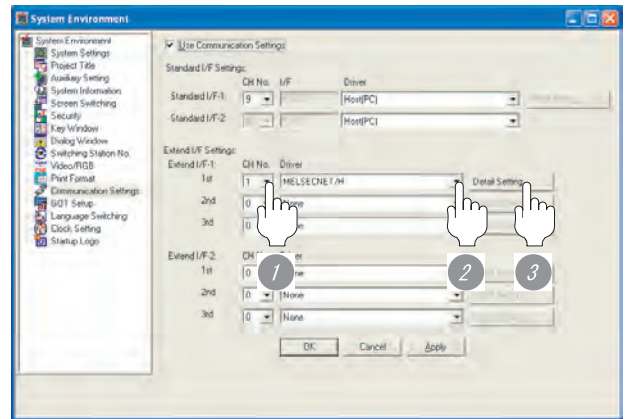 System Environment
System Environment
System Settings
Project Title
Auxiliary Setting
System Information
Screen Switching
Security
Key Window
Dialog Window
Switching Station No.
Video/RGB
Print Format
Communication Settings
GOT Setup
Language Switching
Clock Setting
Startup Logo
Use Communication Settings
Standard I/F Settings:
CH No. I/F Driver
Standard I/F-1: 9 Host(PC)
Standard I/F-2 Host(PC)
Extend I/F Settings:
Extend I/F-1: CH No. Driver
1st 1 MELSECNET/H Detail Setting...
2nd 0 None
3rd 0
Extend I/F-2: CH
1st 0
2nd 0 None
3rd 0 None
1 2 3
OK Cancel Apply